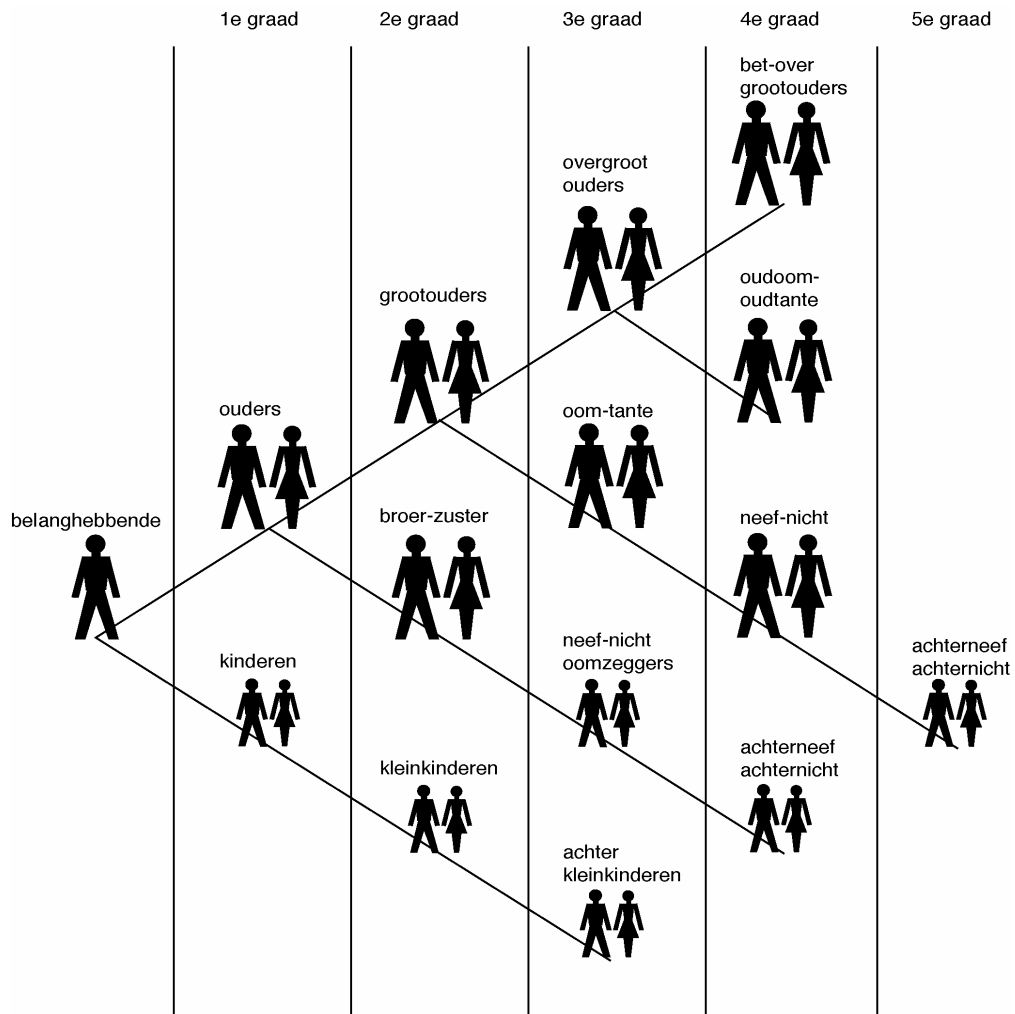 1e graad
2e graad
3e graad
4e graad
5e graad
bet-over
grootouders
overgroot
ouders
oudoom-
oudtante
grootouders
ouders
oom-tante
belanghebbende
broer-zuster
neef-nicht
kinderen
neef-nicht
oomzeggers
achterneef
achternicht
kleinkinderen
achterneef
achternicht
achter
kleinkinderen